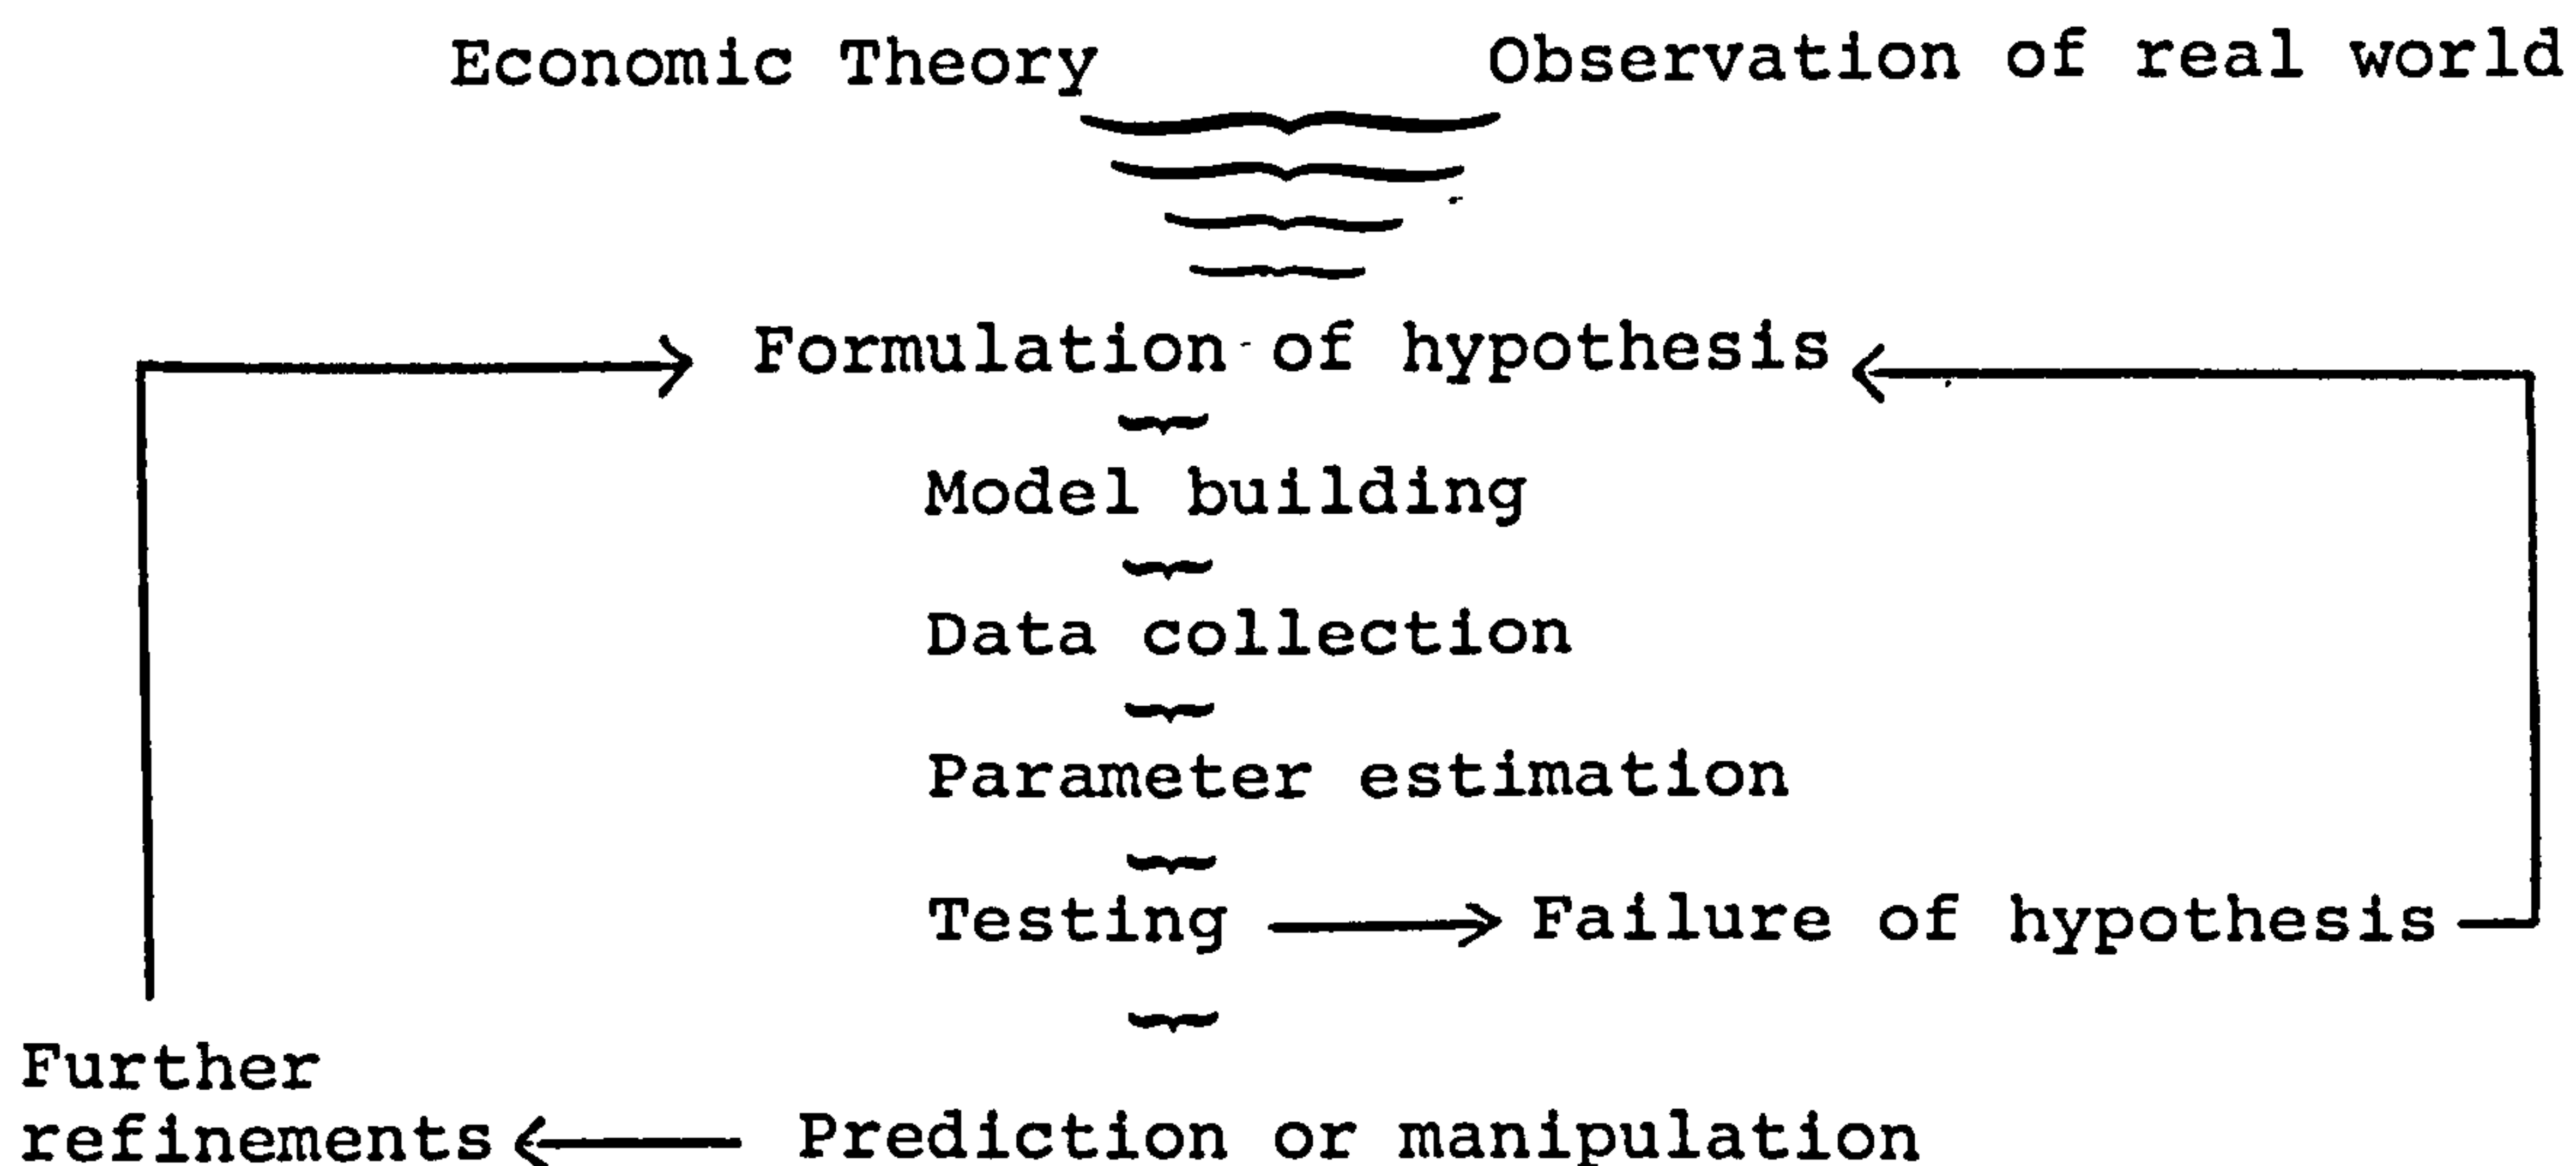 Economic Theory Observation of real world
Formulation of hypothesis
Model building
Data collection
Parameter estimation
Testing Failure of hypothesis
Further
refinements Prediction or manipulation